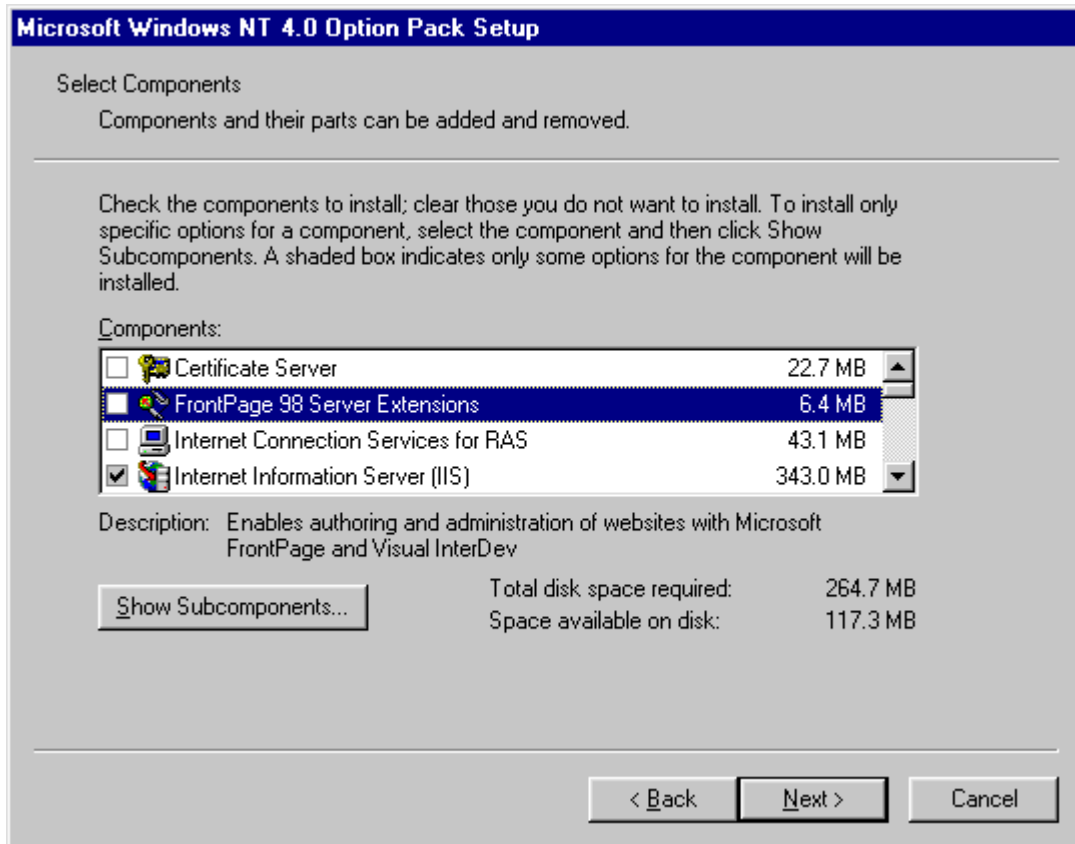 Microsoft Windows NT 4.0 Option Pack Setup
Select Components
Components and their parts can be added and removed.
Check the components to install; clear those you do not want to install. To install only
specific options for a component, select the component and then click Show
Subcomponents. A shaded box indicates only some options for the component will be
installed.
Components:
Certificate Server 22.7 MB
FrontPage 98 Server Extensions 6.4 MB
Internet Connection Services for RAS 43.1 MB
Internet Information Server (IIS) 343.0 MB
Description: Enables authoring and administration of websites with Microsoft
FrontPage and Visual InterDev
Show Subcomponents...
Total disk space required: 264.7 MB
Space available on disk: 117.3 MB
< Back
Next >
Cancel